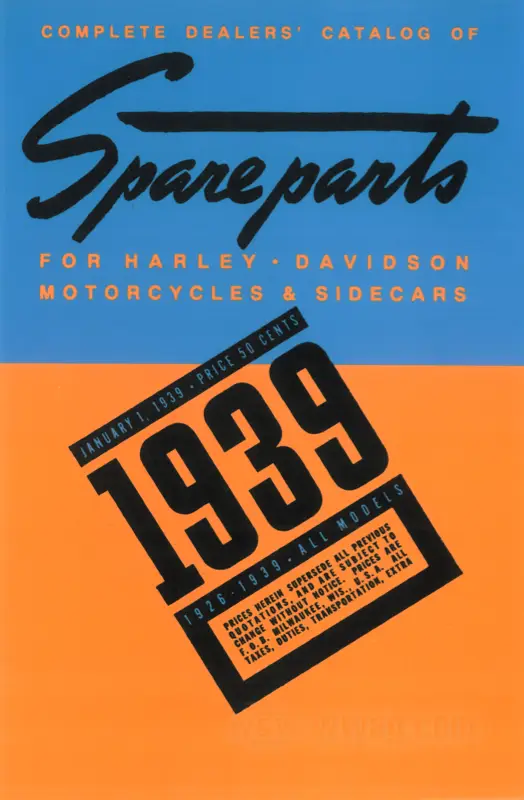 COMPLETE DEALERS' CATALOG OF
Spare parts
FOR HARLEY · DAVIDSON
MOTORCYCLES & SIDECARS
JANUARY 1, 1939 · PRICE 50 CENTS
1939
1926 · 1939 · ALL MODELS
PRICES HEREIN SUPERSEDE ALL PREVIOUS
QUOTATIONS, AND ARE SUBJECT TO
CHANGE WITHOUT NOTICE. PRICES ARE
F.O.B. MILWAUKEE, WIS., U.S.A. ALL
TAXES, DUTIES, TRANSPORTATION, EXTRA